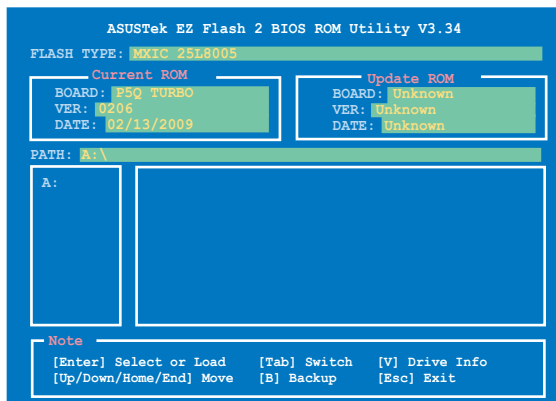 ASUSTek EZ Flash 2 BIOS ROM Utility V3.34
FLASH TYPE: MXIC 25L8005
Current ROM
BOARD: P5Q TURBO
VER: 0206
DATE: 02/13/2009
Update ROM
BOARD: Unknown
VER: Unknown
DATE: Unknown
PATH: A:\
A:
Note
[Enter] Select or Load [Tab] Switch [V] Drive Info
[Up/Down/Home/End] Move [B] Backup [Esc] Exit